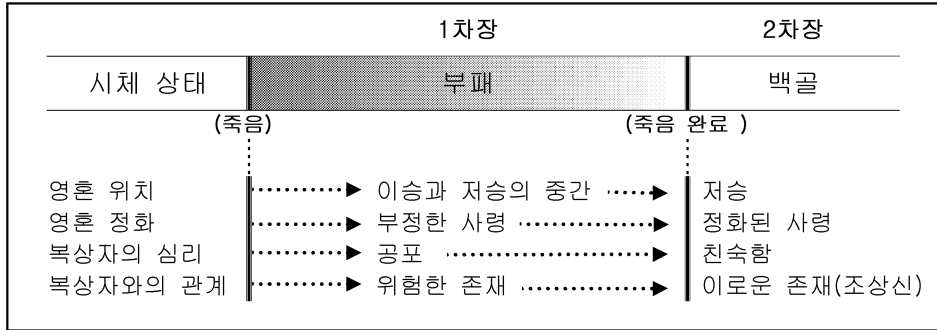 1차장 2차장
시체 상태 부패 백골
(죽음) (죽음 완료 )
영혼 위치 이승과 저승의 중간 저승
영혼 정화 부정한 사령 정화된 사령
복상자의 심리 공포 친숙함
복상자와의 관계 위험한 존재 이로운 존재(조상신)